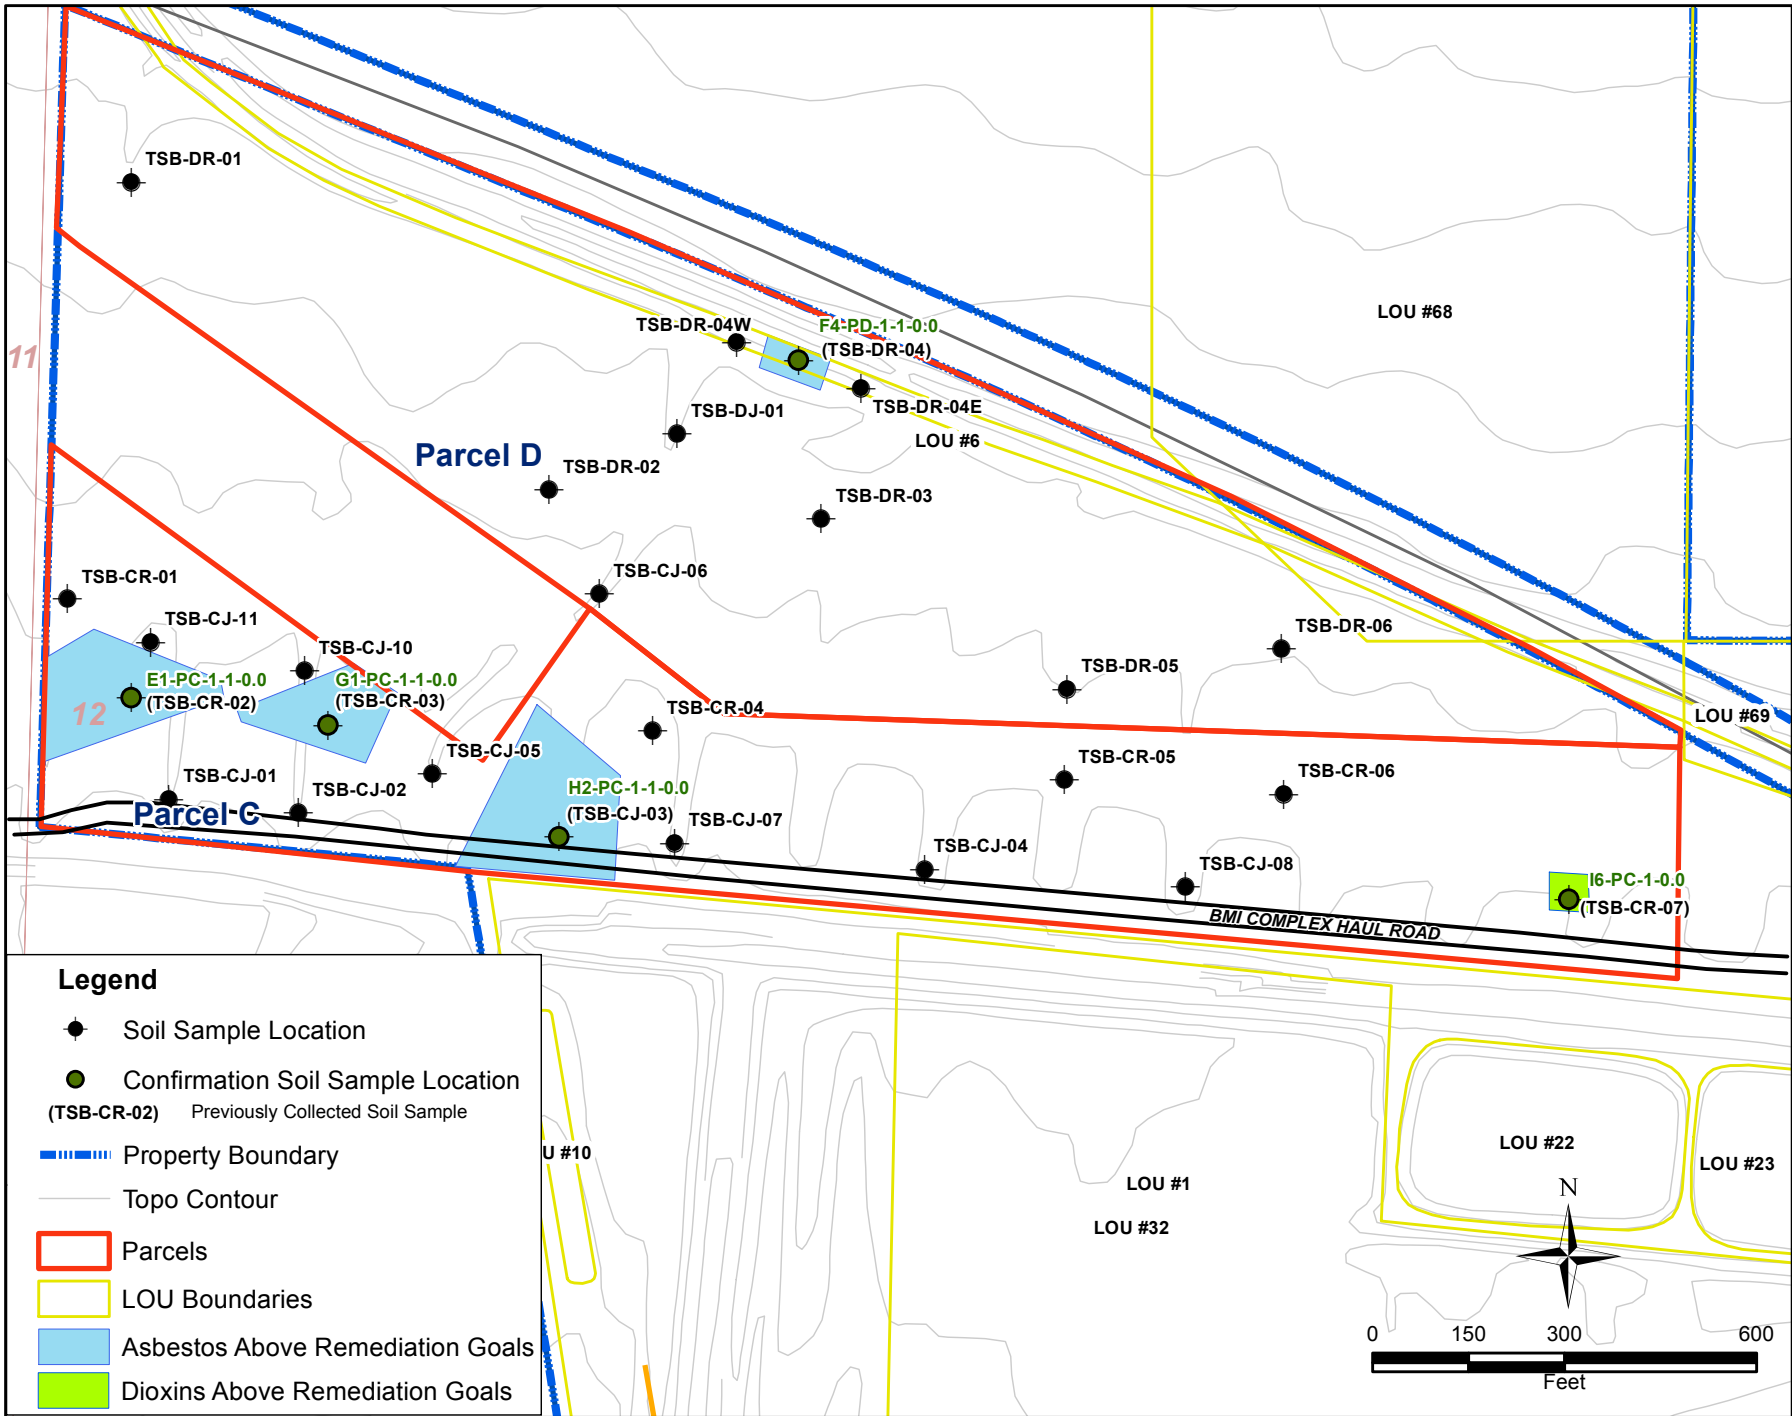 TSB-DR-01
LOU #68
11
TSB-DR-04W
F4-PD-1-1-0.0
(TSB-DR-04)
TSB-DR-04E
TSB-DJ-01
LOU #6
Parcel D
TSB-DR-02
TSB-DR-03
TSB-CR-01
TSB-CJ-06
TSB-CJ-11
TSB-CJ-10
TSB-DR-06
TSB-DR-05
E1-PC-1-1-0.0
(TSB-CR-02)
G1-PC-1-1-0.0
(TSB-CR-03)
12
TSB-CR-04
LOU #69
TSB-CJ-05
TSB-CJ-01
TSB-CJ-02
TSB-CR-05
TSB-CR-06
H2-PC-1-1-0.0
(TSB-CJ-03)
Parcel C
TSB-CJ-07
TSB-CJ-04
TSB-CJ-08
I6-PC-1-0.0
(TSB-CR-07)
BMI COMPLEX HAUL ROAD
Legend
Soil Sample Location
Confirmation Soil Sample Location
(TSB-CR-02) Previously Collected Soil Sample
Property Boundary
Topo Contour
Parcels
LOU Boundaries
Asbestos Above Remediation Goals
Dioxins Above Remediation Goals
U #10
LOU #1
LOU #32
LOU #22
LOU #23
N
0 150 300 600
Feet